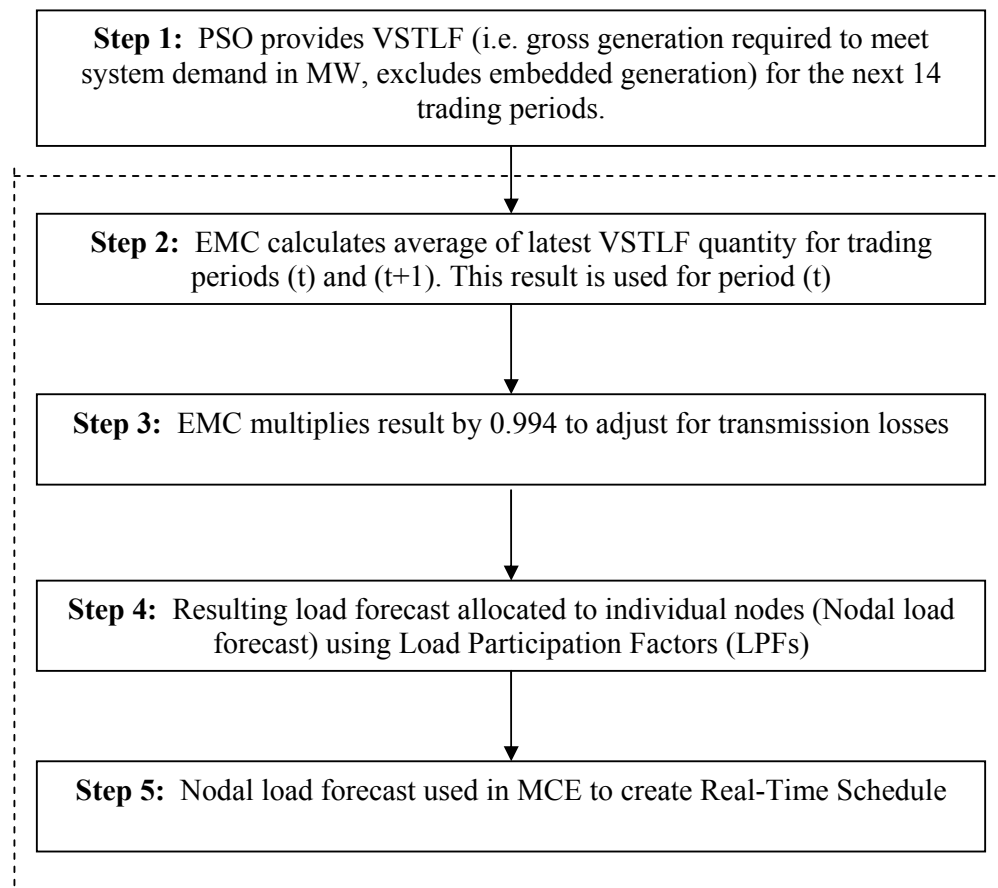 Step 1: PSO provides VSTLF (i.e. gross generation required to meet
system demand in MW, excludes embedded generation) for the next 14
trading periods.
Step 2: EMC calculates average of latest VSTLF quantity for trading
periods (t) and (t+1). This result is used for period (t)
Step 3: EMC multiplies result by 0.994 to adjust for transmission losses
Step 4: Resulting load forecast allocated to individual nodes (Nodal load
forecast) using Load Participation Factors (LPFs)
Step 5: Nodal load forecast used in MCE to create Real-Time Schedule